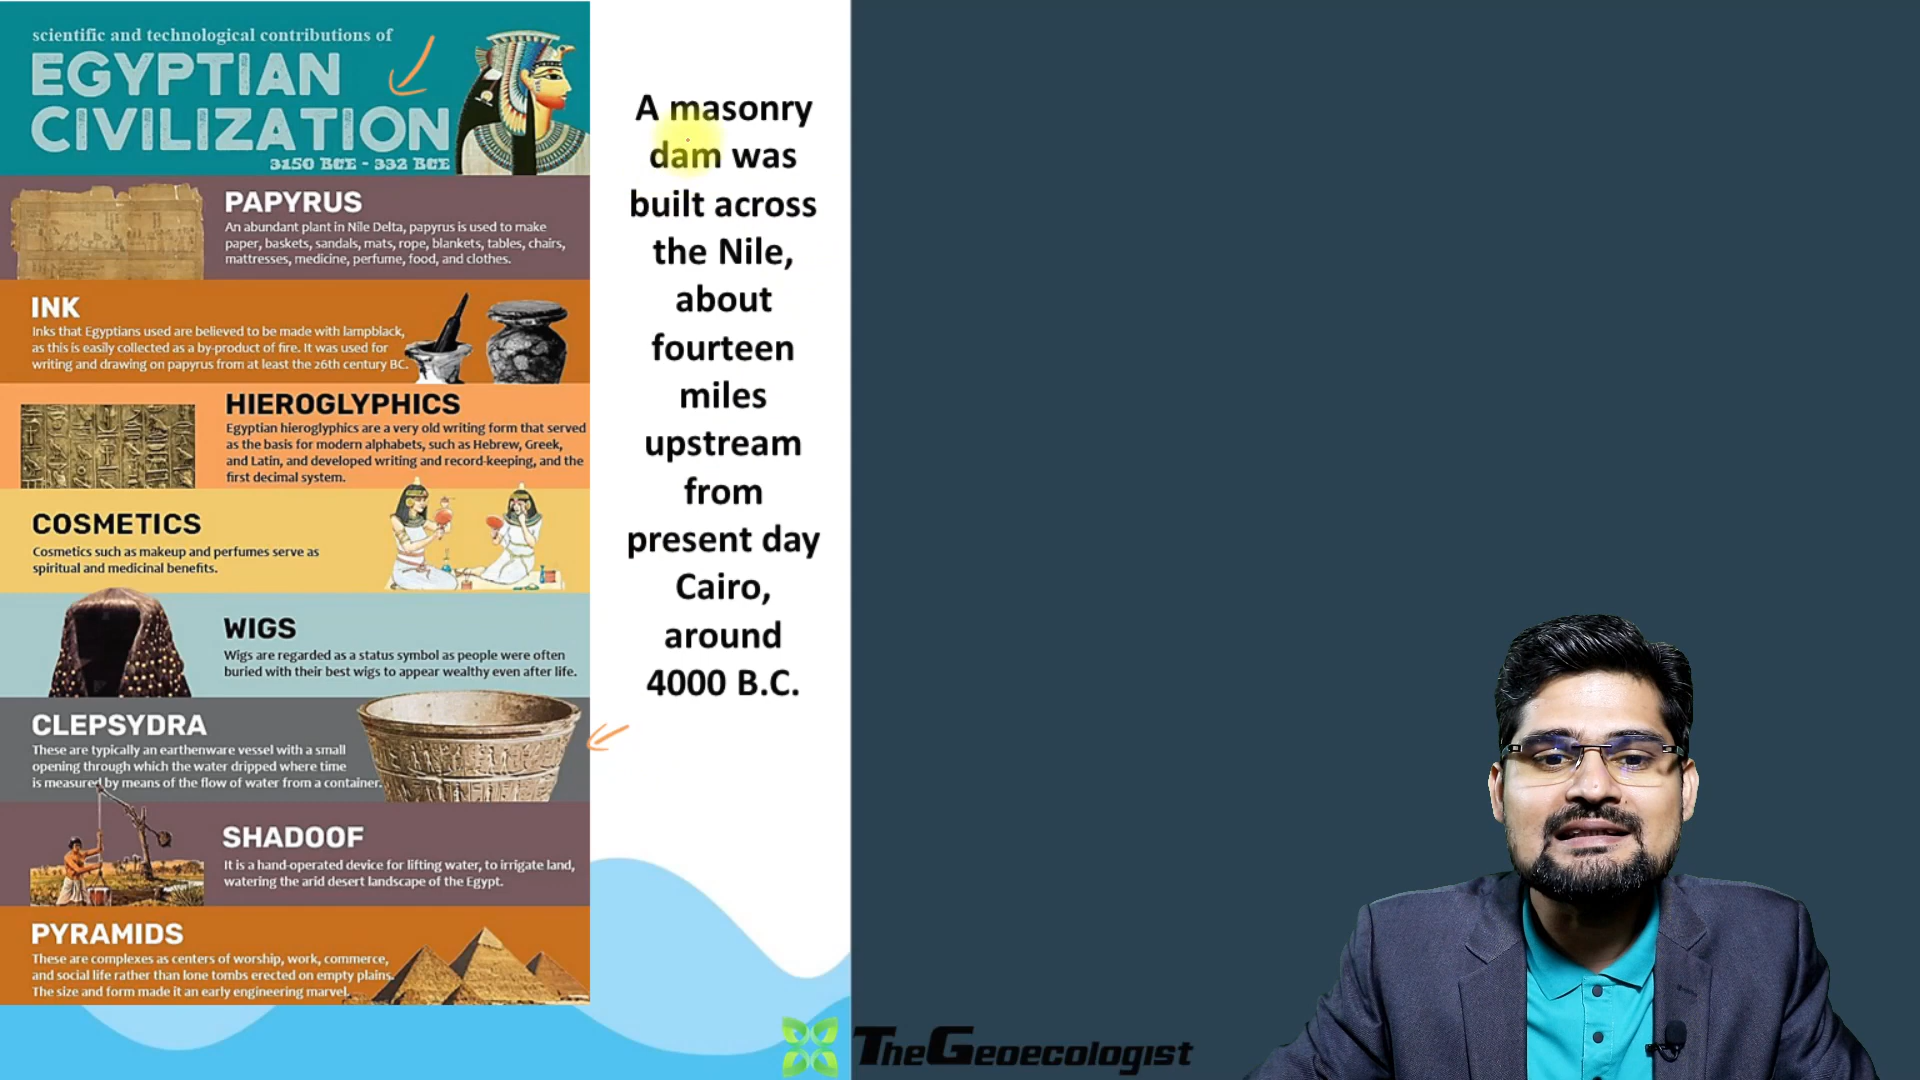 scientific and technological contributions of
EGYPTIAN
CIVILIZATION
3150 BCE - 332 BCE
PAPYRUS
An abundant plant in Nile Delta, papyrus is used to make
paper, baskets, sandals, mats, rope, blankets, tables, chairs,
mattresses, medicine, perfume, food, and clothes.
INK
Inks that Egyptians used are believed to be made with lampblack,
as this is easily collected as a by-product of fire. It was used for
writing and drawing on papyrus from at least the 26th century BC.
HIEROGLYPHICS
Egyptian hieroglyphics are a very old writing form that served
as the basis for modern alphabets, such as Hebrew, Greek,
and Latin, and developed writing and record-keeping, and the
first decimal system.
COSMETICS
Cosmetics such as makeup and perfumes serve as
spiritual and medicinal benefits.
WIGS
Wigs are regarded as a status symbol as people were often
buried with their best wigs to appear wealthy even after life.
CLEPSYDRA
These are typically an earthenware vessel with a small
opening through which the water dripped where time
is measured by means of the flow of water from a container.
SHADOOF
It is a hand-operated device for lifting water, to irrigate land,
watering the arid desert landscape of the Egypt.
PYRAMIDS
These are complexes as centers of worship, work, commerce,
and social life rather than lone tombs erected on empty plains.
The size and form made it an early engineering marvel.
A masonry
dam was
built across
the Nile,
about
fourteen
miles
upstream
from
present day
Cairo,
around
4000 B.C.
TheGeoecologist